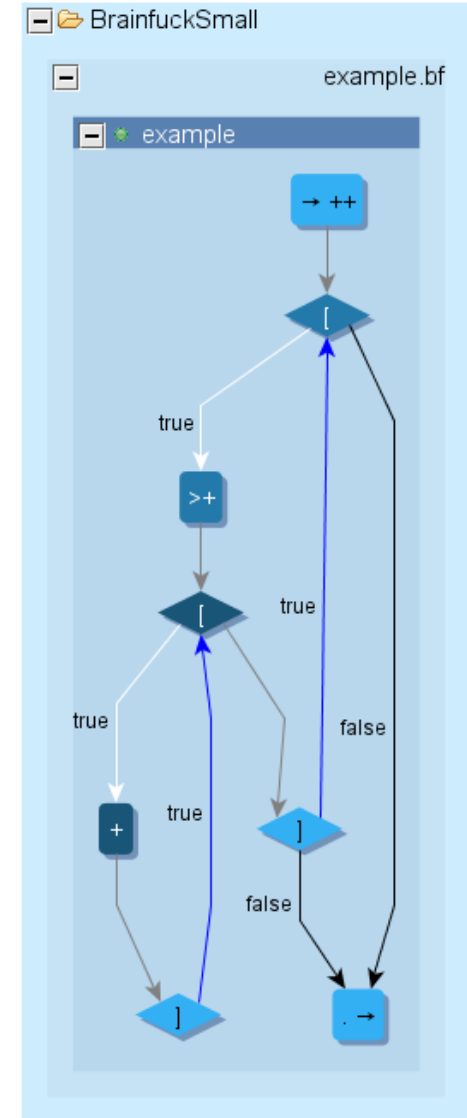 BrainfuckSmall
example.bf
example
→ ++
[
true
>+
[
true
true
false
+
true
]
false
]
. →